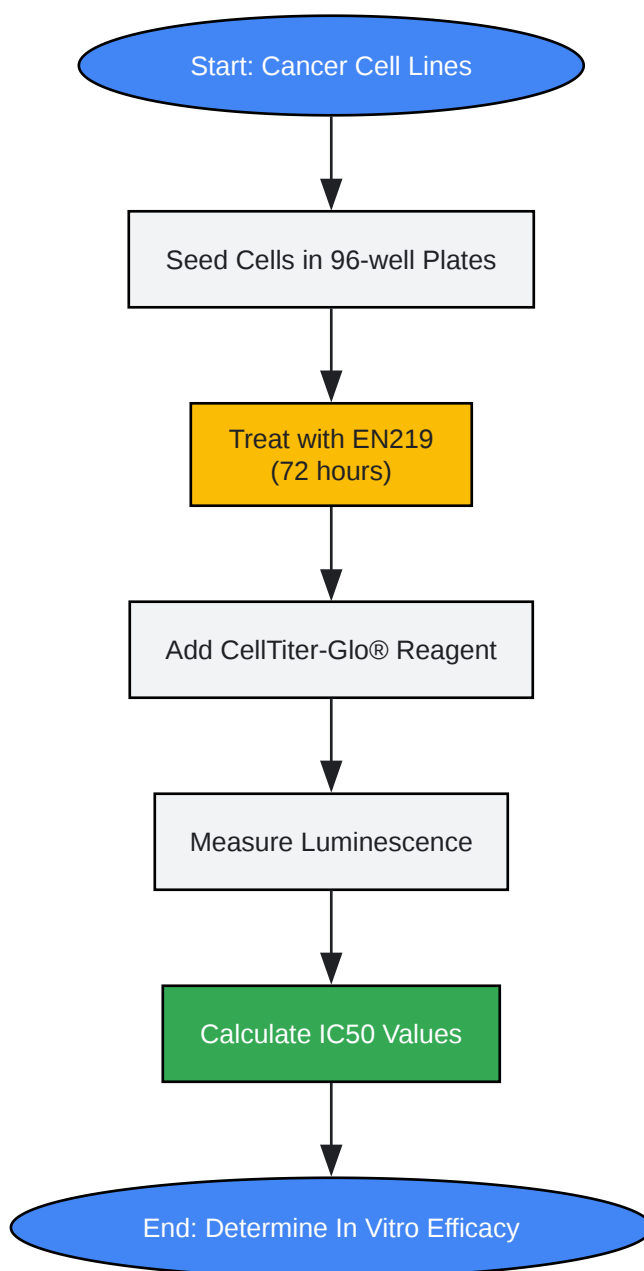 Start: Cancer Cell Lines
Seed Cells in 96-well Plates
Treat with EN219
(72 hours)
Add CellTiter-Glo® Reagent
Measure Luminescence
Calculate IC50 Values
End: Determine In Vitro Efficacy